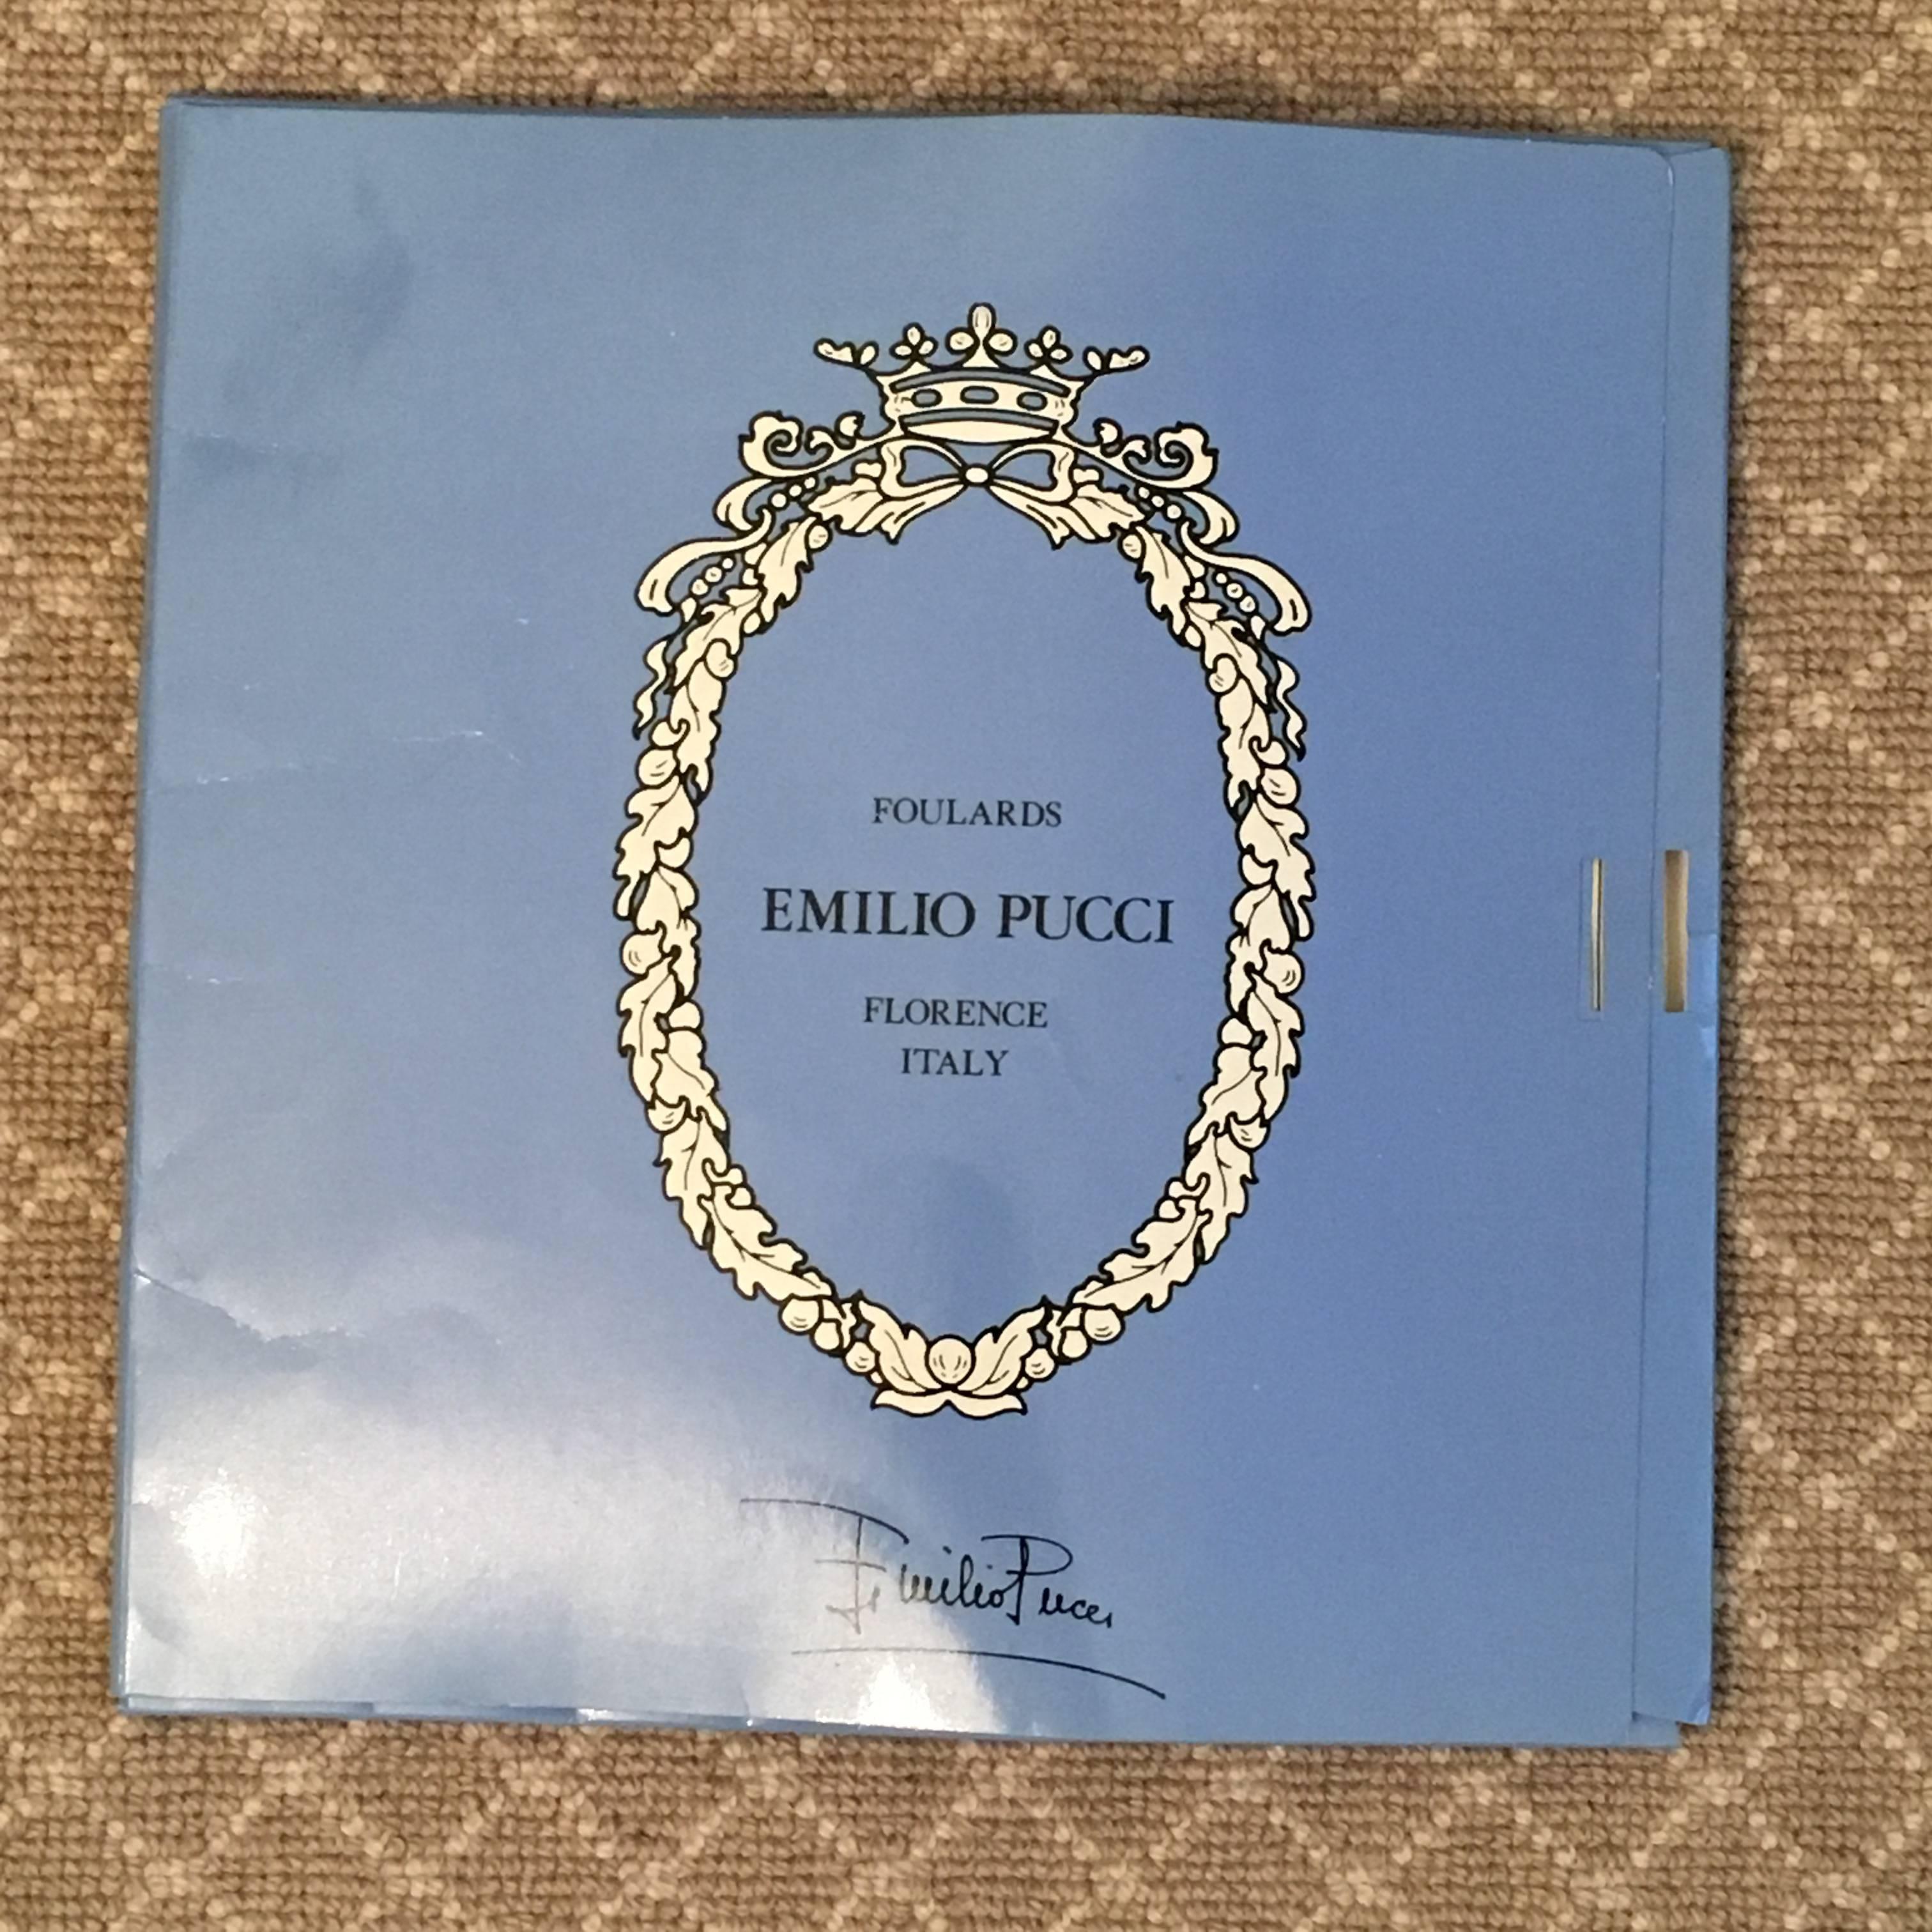 FOULARDS
EMILIO PUCCI
FLORENCE
ITALY
Emilio Pucci